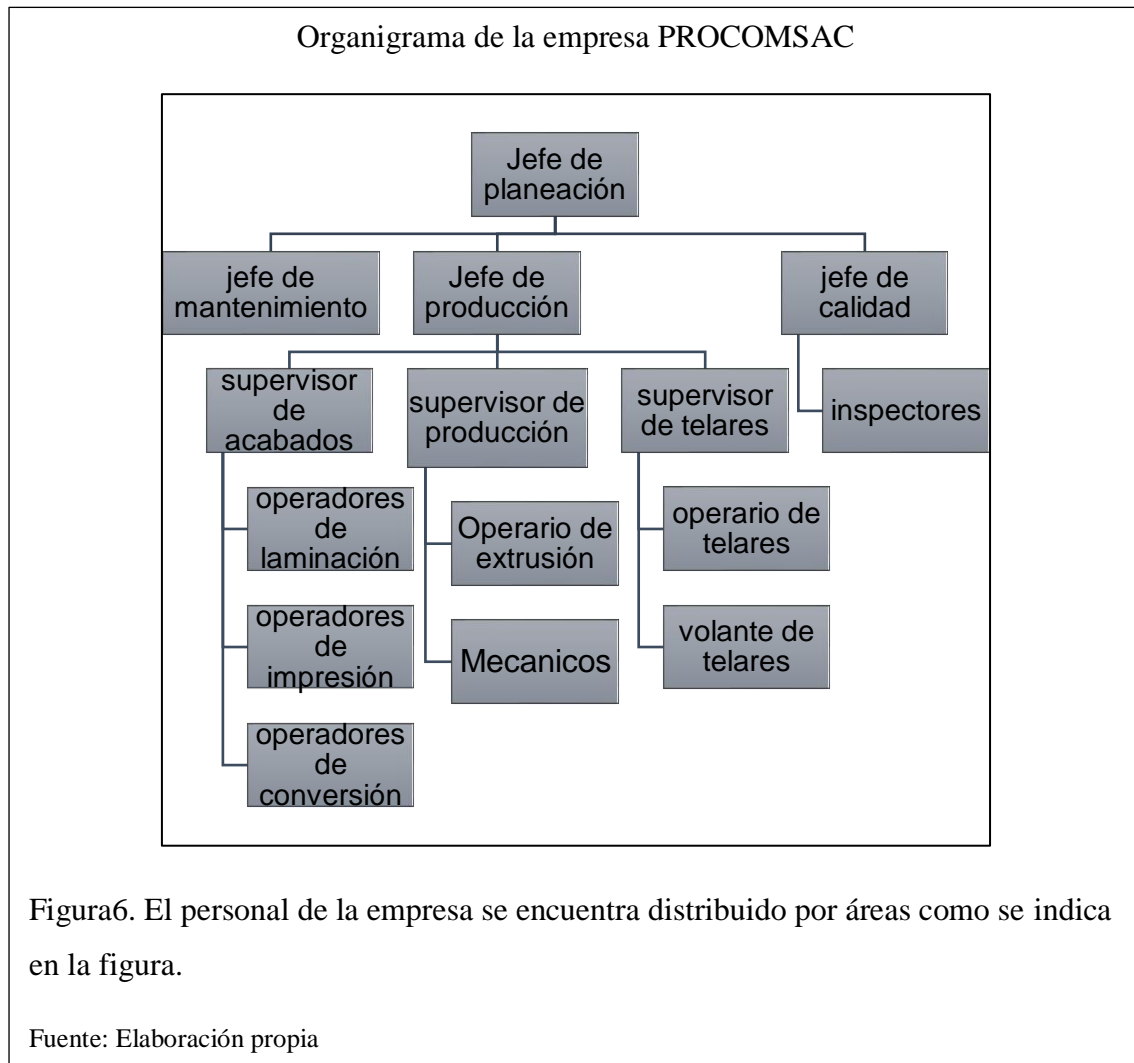 Organigrama de la empresa PROCOMSAC
Jefe de
planeación
jefe de
mantenimiento
Jefe de
producción
jefe de
calidad
supervisor
de
acabados
supervisor de
producción
supervisor
de telares
inspectores
operadores
de
laminación
Operario de
extrusión
operario de
telares
operadores
de
impresión
Mecanicos
volante de
telares
operadores
de
conversión
Figura6. El personal de la empresa se encuentra distribuido por áreas como se indica
en la figura.
Fuente: Elaboración propia